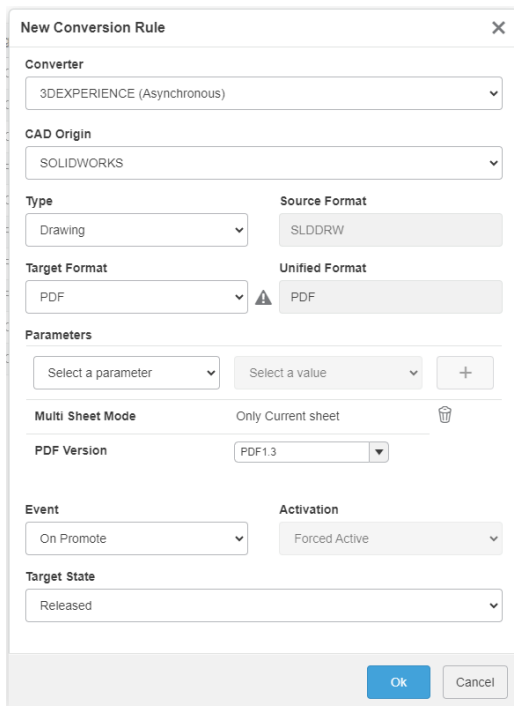 New Conversion Rule
Converter
3DEXPERIENCE (Asynchronous)
CAD Origin
SOLIDWORKS
Type Source Format
Drawing SLDDRW
Target Format Unified Format
PDF PDF
Parameters
Select a parameter Select a value +
Multi Sheet Mode Only Current sheet
PDF Version PDF1.3
Event Activation
On Promote Forced Active
Target State
Released
Ok Cancel